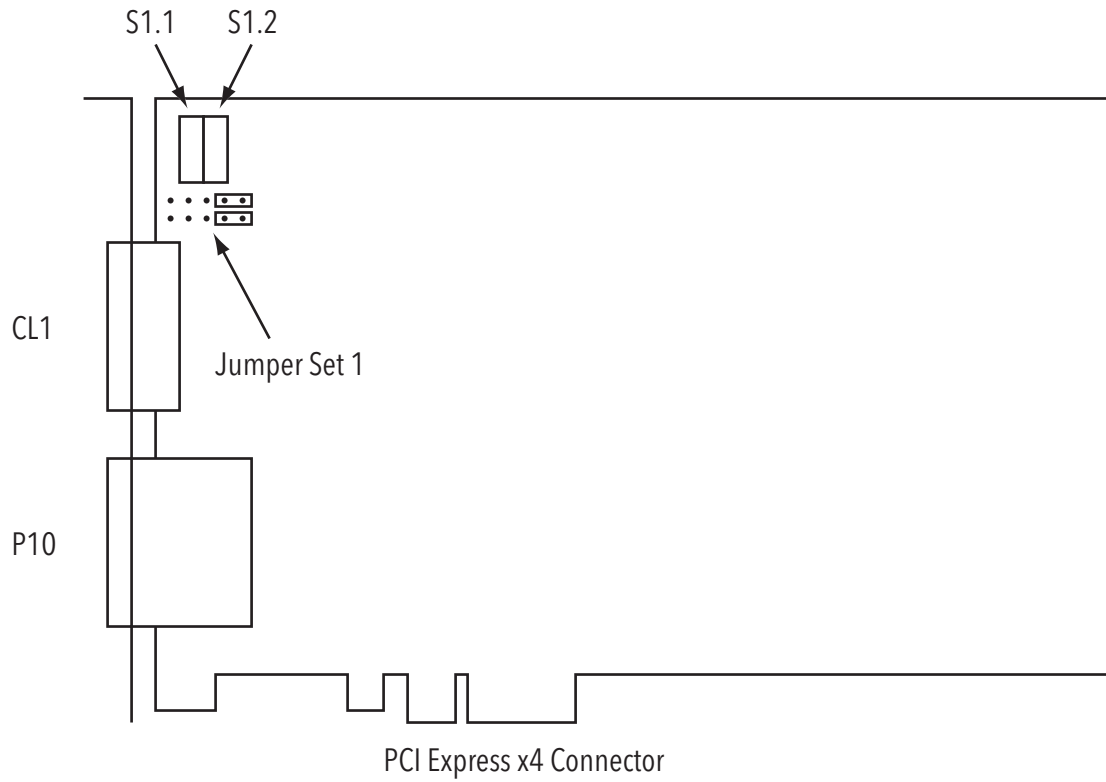 S1.1
S1.2
CL1
Jumper Set 1
P10
PCI Express x4 Connector